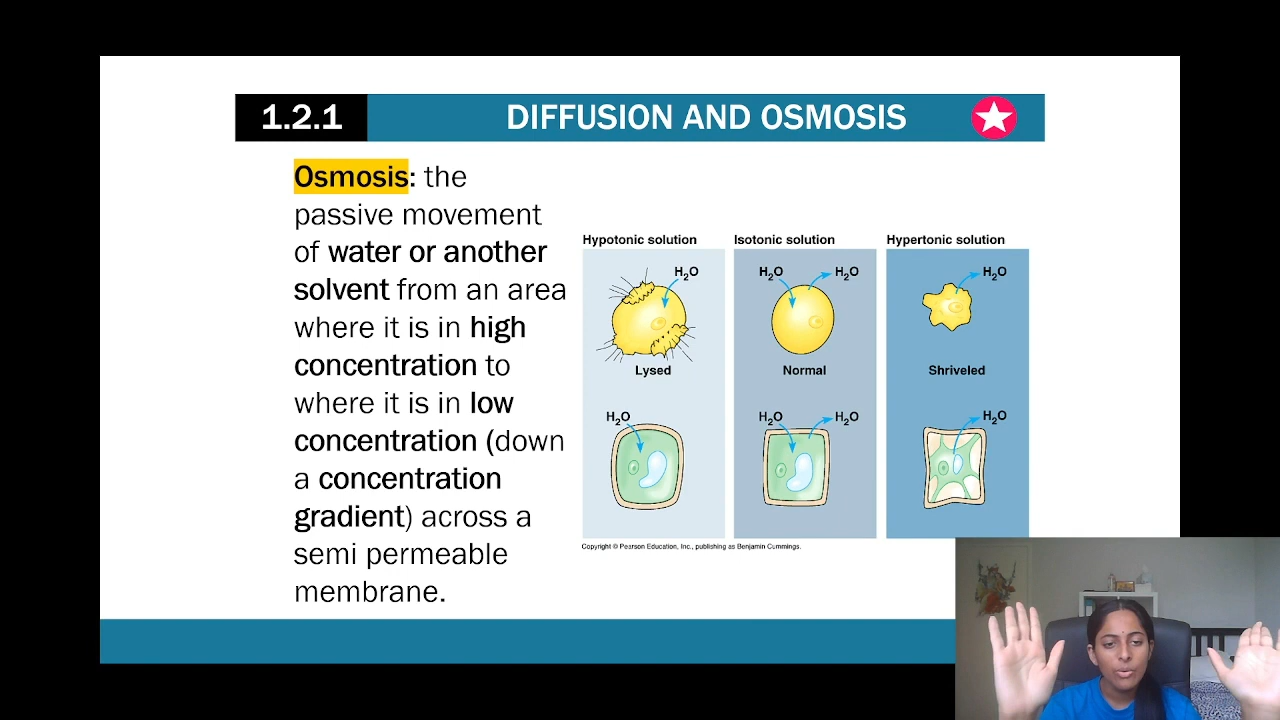 1.2.1
DIFFUSION AND OSMOSIS
Osmosis: the
passive movement
of water or another
solvent from an area
where it is in high
concentration to
where it is in low
concentration (down
a concentration
gradient) across a
semi permeable
membrane.
Hypotonic solution
H₂O
Lysed
H₂O
Isotonic solution
H₂O H₂O
Normal
H₂O H₂O
Hypertonic solution
H₂O
Shriveled
H₂O
Copyright © Pearson Education, Inc., publishing as Benjamin Cummings.